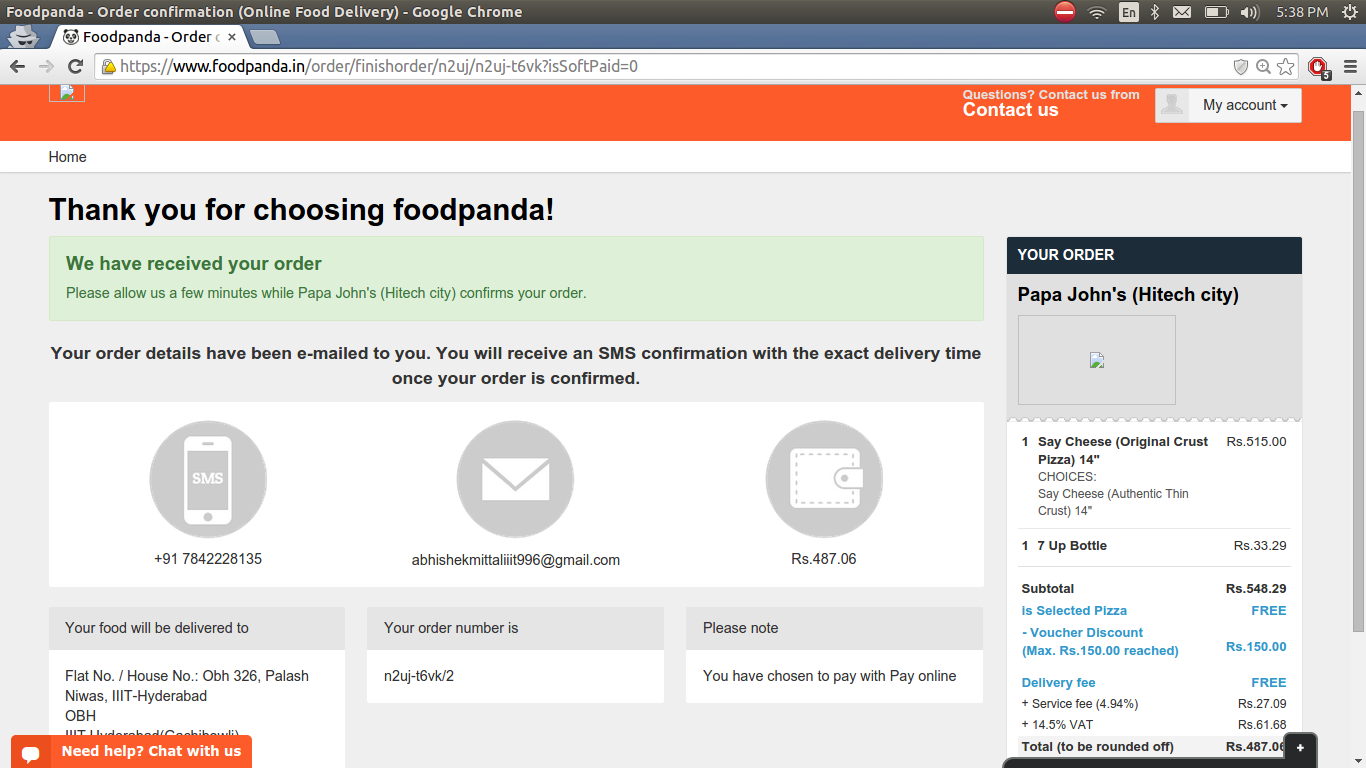 Foodpanda - Order confirmation (Online Food Delivery) - Google Chrome
En
5:38 PM
Foodpanda - Order
https://www.foodpanda.in/order/finishorder/n2uj/n2uj-t6vk?isSoftPaid=0
5
Questions? Contact us from
Contact us
My account
Home
Thank you for choosing foodpanda!
We have received your order
Please allow us a few minutes while Papa John's (Hitech city) confirms your order.
Your order details have been e-mailed to you. You will receive an SMS confirmation with the exact delivery time
once your order is confirmed.
SMS
+91 7842228135
abhishekmittaliiit996@gmail.com
Rs.487.06
Your food will be delivered to
Flat No. / House No.: Obh 326, Palash
Niwas, IIIT-Hyderabad
OBH
IIIT Hyderabad(Gachibowli)
Your order number is
n2uj-t6vk/2
Please note
You have chosen to pay with Pay online
Need help? Chat with us
YOUR ORDER
Papa John's (Hitech city)
1 Say Cheese (Original Crust Rs.515.00
Pizza) 14"
CHOICES:
Say Cheese (Authentic Thin
Crust) 14"
1 7 Up Bottle Rs.33.29
Subtotal Rs.548.29
is Selected Pizza FREE
- Voucher Discount
(Max. Rs.150.00 reached) Rs.150.00
Delivery fee FREE
+ Service fee (4.94%) Rs.27.09
+ 14.5% VAT Rs.61.68
Total (to be rounded off) Rs.487.06
+